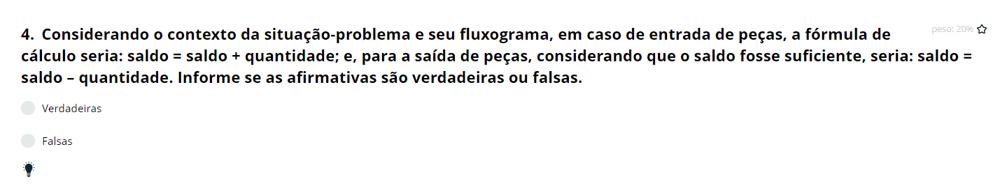 4. Considerando o contexto da situação-problema e seu fluxograma, em caso de entrada de peças, a fórmula de
peso: 20%
cálculo seria: saldo = saldo + quantidade; e, para a saída de peças, considerando que o saldo fosse suficiente, seria: saldo =
saldo – quantidade. Informe se as afirmativas são verdadeiras ou falsas.
Verdadeiras
Falsas